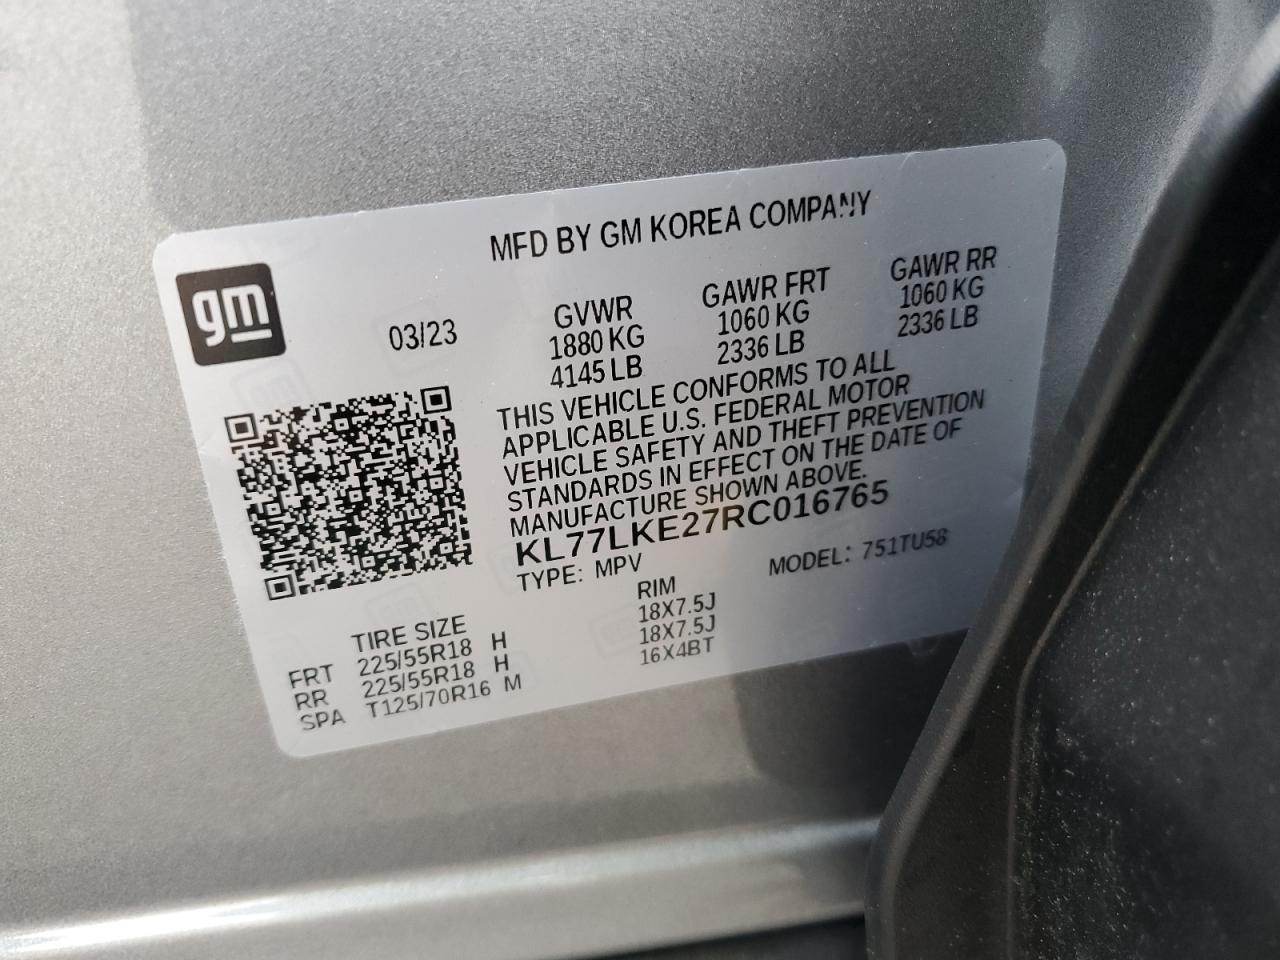 MFD BY GM KOREA COMPANY
gm
03/23
GVWR GAWR FRT GAWR RR
1880 KG 1060 KG 1060 KG
4145 LB 2336 LB 2336 LB
THIS VEHICLE CONFORMS TO ALL
APPLICABLE U.S. FEDERAL MOTOR
VEHICLE SAFETY AND THEFT PREVENTION
STANDARDS IN EFFECT ON THE DATE OF
MANUFACTURE SHOWN ABOVE.
KL77LKE27RC016765
TYPE: MPV MODEL: 751TU58
TIRE SIZE RIM
FRT 225/55R18 H 18X7.5J
RR 225/55R18 H 18X7.5J
SPA T125/70R16 M 16X4BT